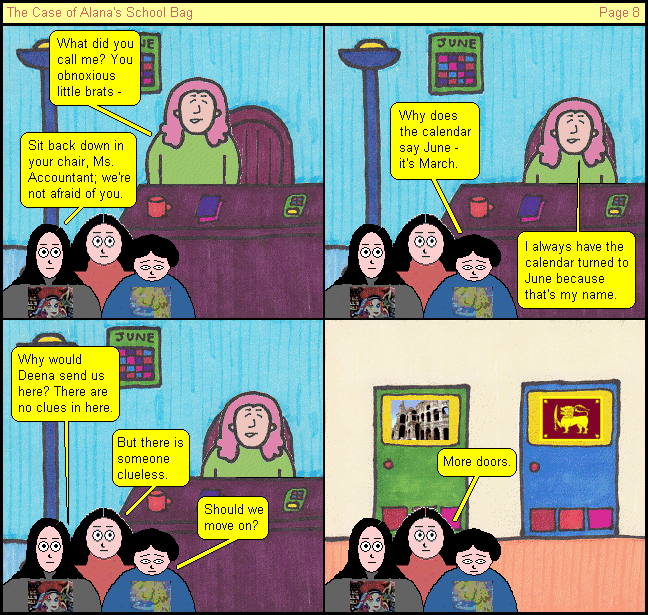 The Case of Alana's School Bag
Page 8
What did you
call me? You
obnoxious
little brats -
UNE
Sit back down in
your chair, Ms.
Accountant; we're
not afraid of you.
JUNE
Why does
the calendar
say June -
it's March.
I always have the
calendar turned to
June because
that's my name.
JUNE
Why would
Deena send us
here? There are
no clues in here.
But there is
someone
clueless.
Should we
move on?
More doors.